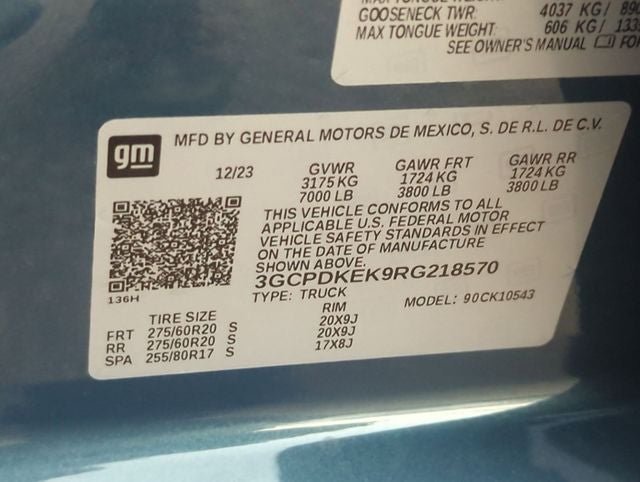 GOOSENECK TWR: 4037 KG/
MAX TONGUE WEIGHT: 606 KG/
SEE OWNER'S MANUAL FOR
gm
MFD BY GENERAL MOTORS DE MEXICO, S. DE R.L. DE C.V.
12/23 GVWR GAWR FRT GAWR RR
3175 KG 1724 KG 1724 KG
7000 LB 3800 LB 3800 LB
THIS VEHICLE CONFORMS TO ALL
APPLICABLE U.S. FEDERAL MOTOR
VEHICLE SAFETY STANDARDS IN EFFECT
ON THE DATE OF MANUFACTURE
SHOWN ABOVE.
3GCPDKEK9RG218570
136H
TYPE: TRUCK MODEL: 90CK10543
TIRE SIZE RIM
FRT 275/60R20 S 20X9J
RR 275/60R20 S 20X9J
SPA 255/80R17 S 17X8J